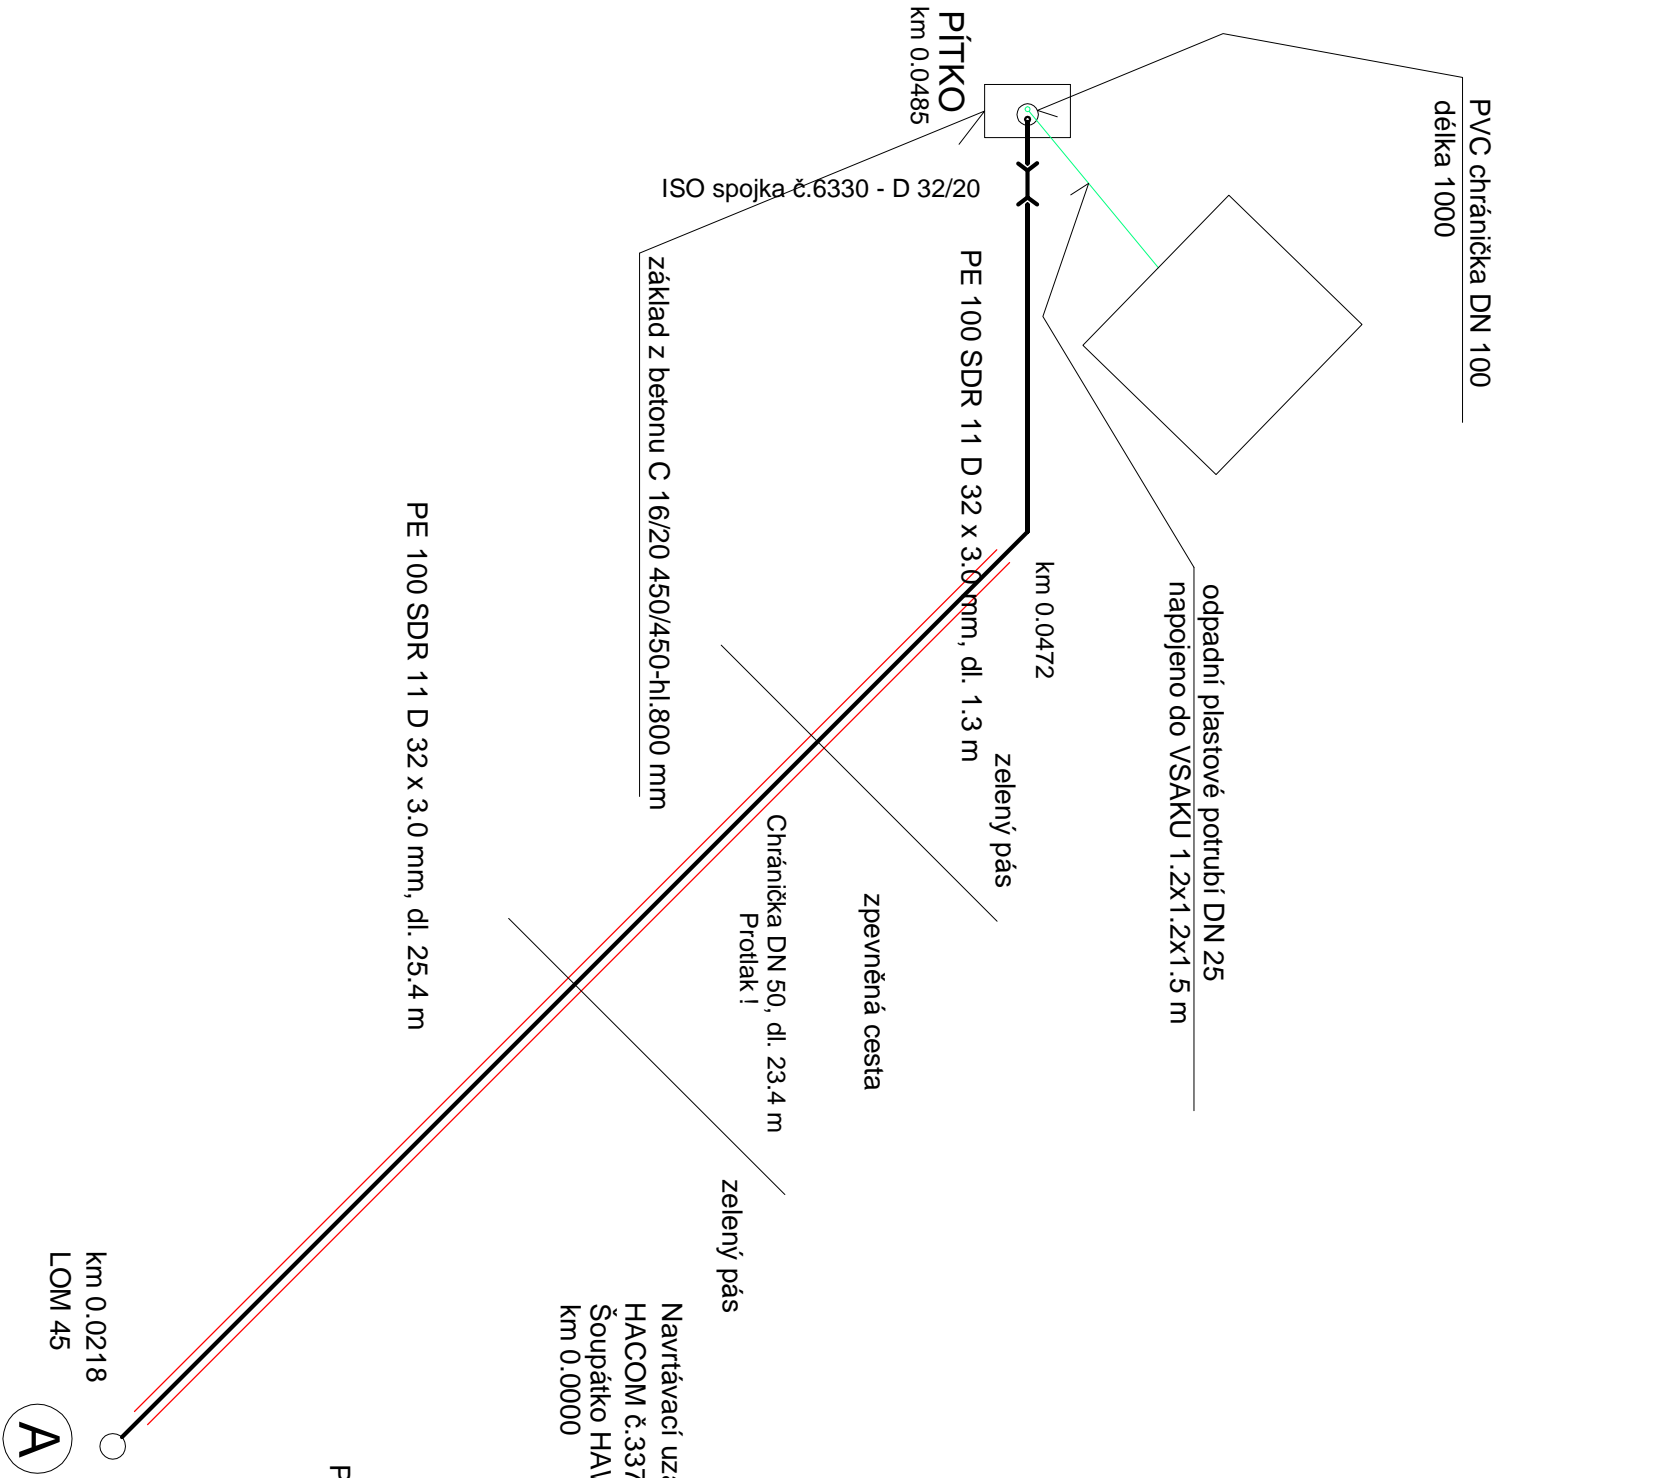 PVC chránička DN 100
délka 1000
PÍTKO
km 0.0485
ISO spojka č.6330 - D 32/20
základ z betonu C 16/20 450/450-hl.800 mm
PE 100 SDR 11 D 32 x 3.0 mm, dl. 1.3 m
km 0.0472
odpadní plastové potrubí DN 25
napojeno do VSAKU 1.2x1.2x1.5 m
zelený pás
zpevněná cesta
Chránička DN 50, dl. 23.4 m
Protlak !
PE 100 SDR 11 D 32 x 3.0 mm, dl. 25.4 m
zelený pás
Navrtávací
HACOM č.337
Šoupátko
km 0.0000
km 0.0218
LOM 45
A